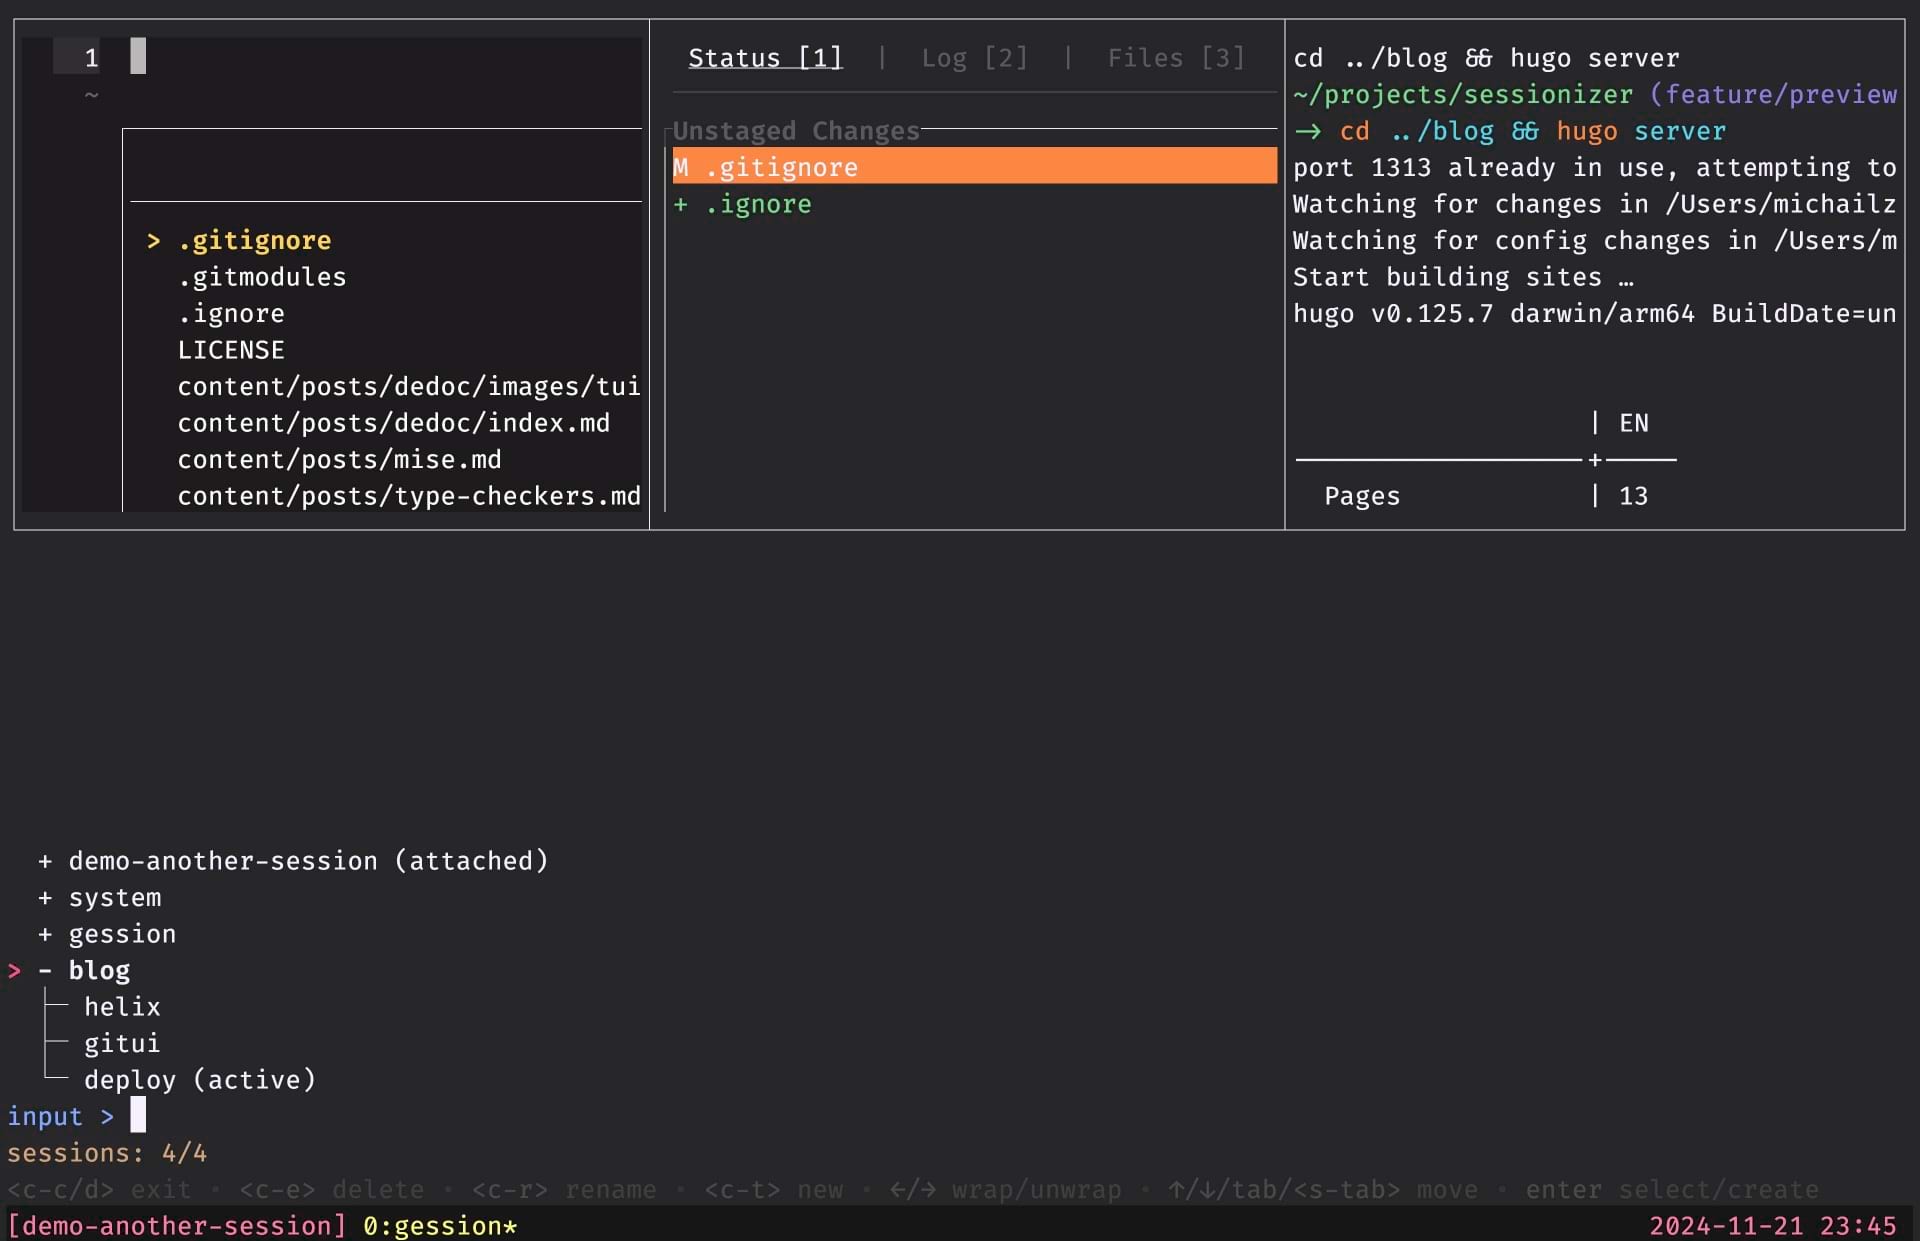 1
~
> .gitignore
.gitmodules
.ignore
LICENSE
content/posts/dedoc/images/tui
content/posts/dedoc/index.md
content/posts/mise.md
content/posts/type-checkers.md
Status [1] | Log [2] | Files [3]
Unstaged Changes
M .gitignore
+ .ignore
cd ../blog && hugo server
~/projects/sessionizer (feature/preview
→ cd ../blog && hugo server
port 1313 already in use, attempting to
Watching for changes in /Users/michailz
Watching for config changes in /Users/m
Start building sites …
hugo v0.125.7 darwin/arm64 BuildDate=un
| EN
-------------------+-----
Pages | 13
+ demo-another-session (attached)
+ system
+ gession
> - blog
├─ helix
├─ gitui
└─ deploy (active)
input >
sessions: 4/4
<c-c/d> exit • <c-e> delete • <c-r> rename • <c-t> new • ←/→ wrap/unwrap • ↑/↓/tab/<s-tab> move • enter select/create
[demo-another-session] 0:gession* 2024-11-21 23:45